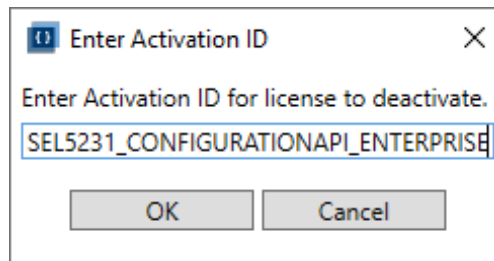 Enter Activation ID
Enter Activation ID for license to deactivate.
SEL5231_CONFIGURATIONAPI_ENTERPRISE
OK Cancel